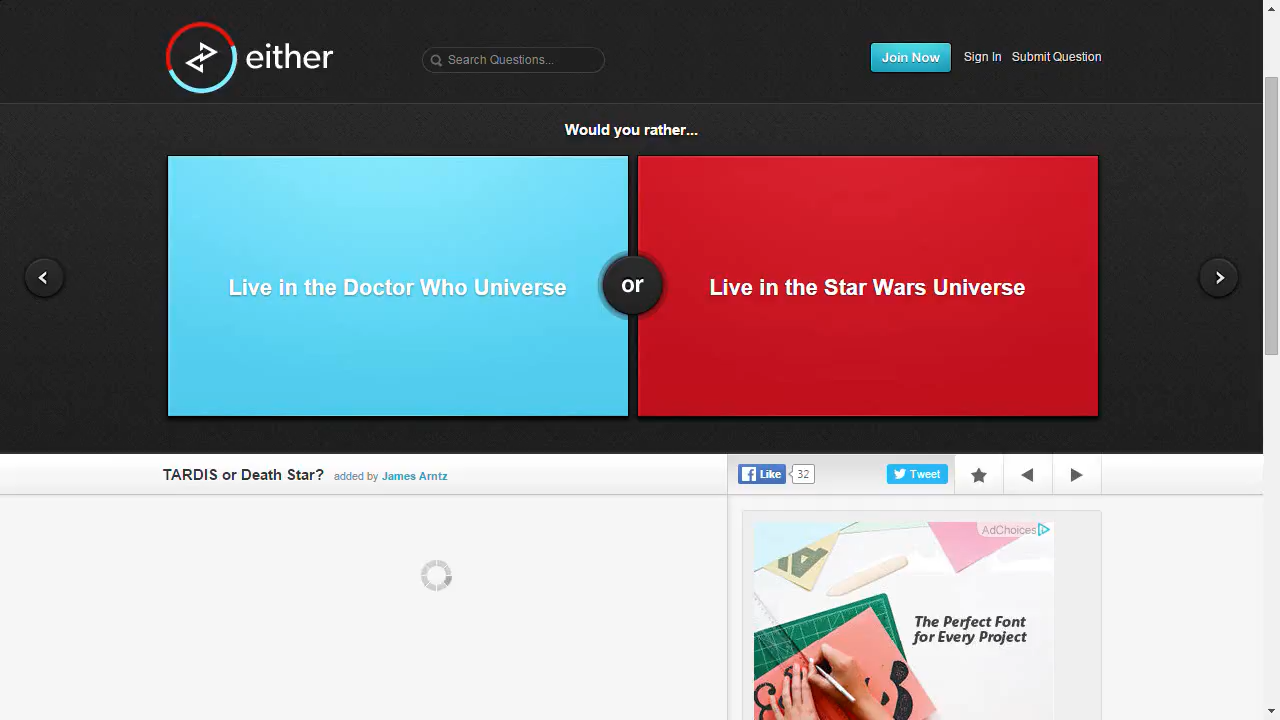 either
Search Questions...
Join Now
Sign In
Submit Question
Would you rather...
Live in the Doctor Who Universe
or
Live in the Star Wars Universe
TARDIS or Death Star? added by James Arntz
Like
32
Tweet
AdChoices
The Perfect Font
for Every Project